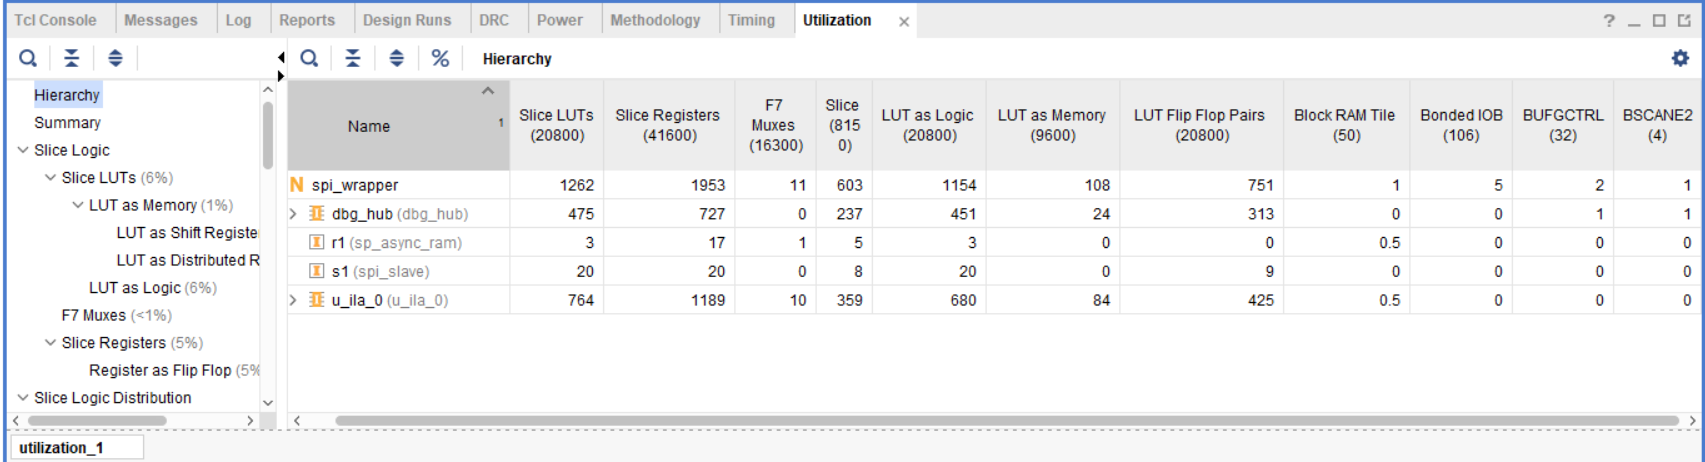 Tcl Console Messages Log Reports Design Runs DRC Power Methodology Timing Utilization × ? _
% Hierarchy
Hierarchy
Summary
Slice Logic
Slice LUTs (6%)
LUT as Memory (1%)
LUT as Shift Registe
LUT as Distributed R
LUT as Logic (6%)
F7 Muxes (<1%)
Slice Registers (5%)
Register as Flip Flop (5%
Slice Logic Distribution
Name 1 Slice LUTs (20800) Slice Registers (41600) F7 Muxes (16300) Slice (8150) LUT as Logic (20800) LUT as Memory (9600) LUT Flip Flop Pairs (20800) Block RAM Tile (50) Bonded IOB (106) BUFGCTRL (32) BSCANE2 (4)
N spi_wrapper 1262 1953 11 603 1154 108 751 1 5 2 1
dbg_hub (dbg_hub) 475 727 0 237 451 24 313 0 0 1 1
I r1 (sp_async_ram) 3 17 1 5 3 0 0 0.5 0 0 0
I s1 (spi_slave) 20 20 0 8 20 0 9 0 0 0 0
u_ila_0 (u_ila_0) 764 1189 10 359 680 84 425 0.5 0 0 0
utilization_1